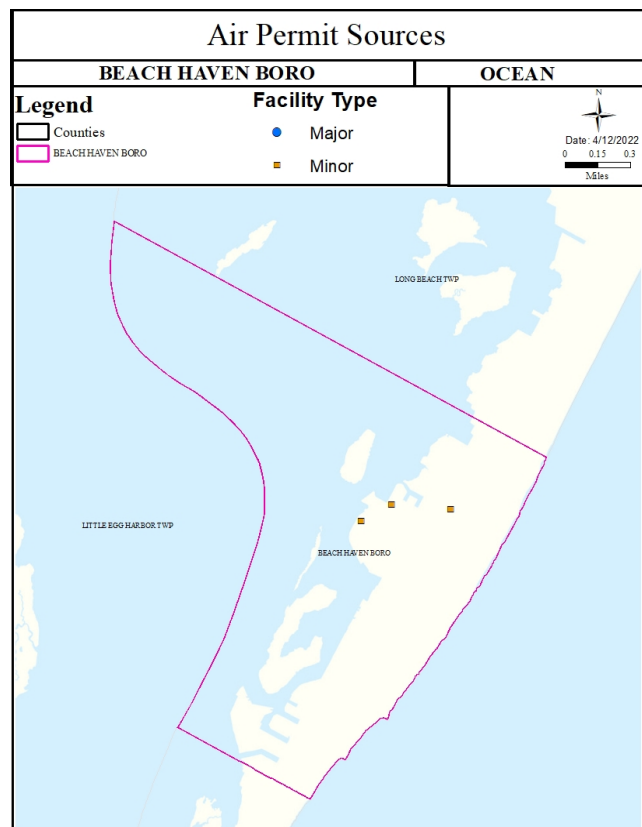 Air Permit Sources
BEACH HAVEN BORO
OCEAN
Legend
Counties
BEACH HAVEN BORO
Facility Type
Major
Minor
N
Date: 4/12/2022
0 0.15 0.3
Miles
LONG BEACH TWP
LITTLE EGG HARBOR TWP
BEACH HAVEN BORO